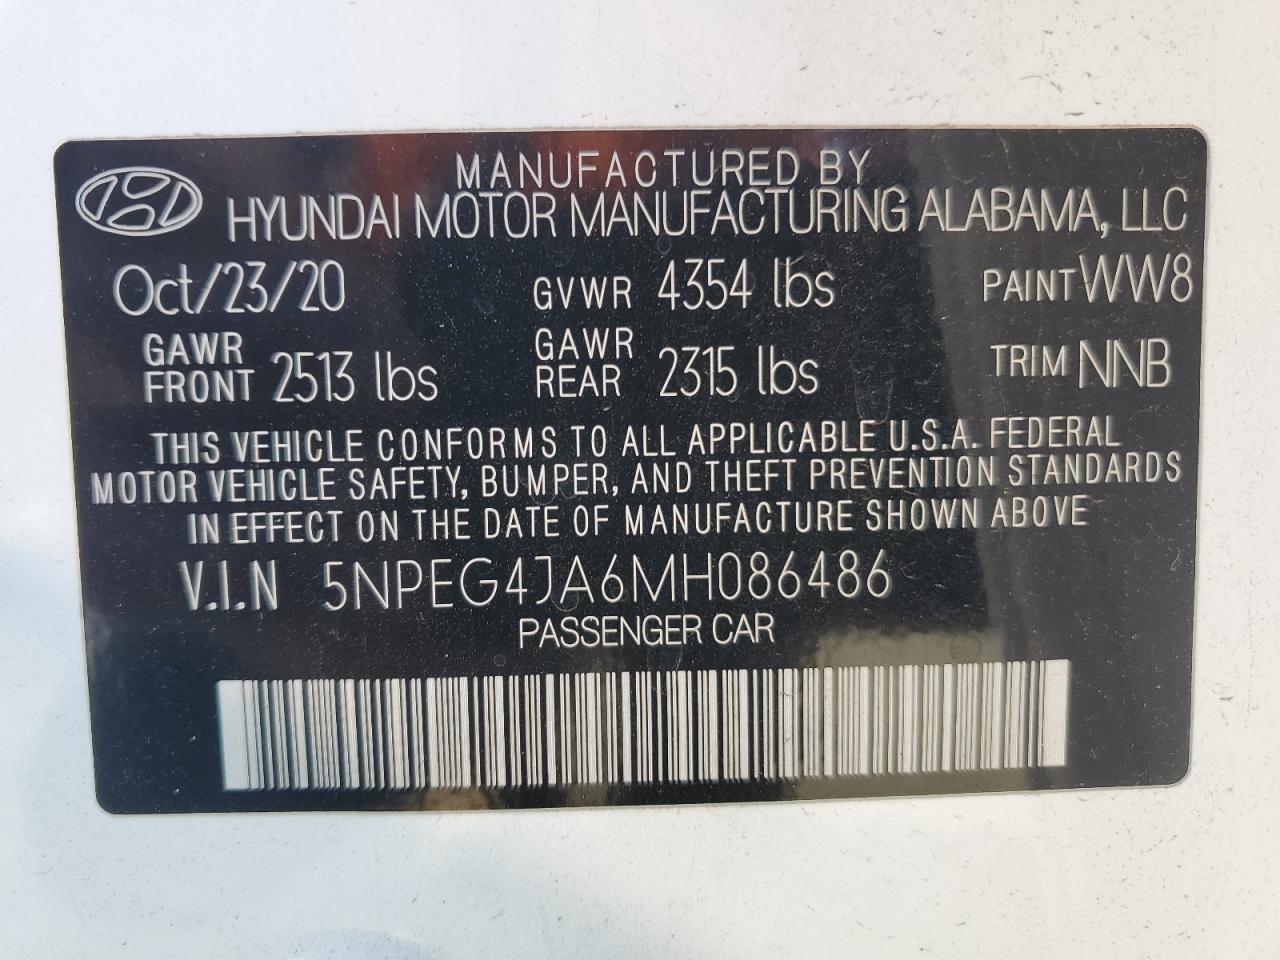 MANUFACTURED BY
HYUNDAI MOTOR MANUFACTURING ALABAMA, LLC
Oct/23/20 GVWR 4354 lbs PAINT WW8
GAWR FRONT 2513 lbs GAWR REAR 2315 lbs TRIM NNB
THIS VEHICLE CONFORMS TO ALL APPLICABLE U.S.A. FEDERAL
MOTOR VEHICLE SAFETY, BUMPER, AND THEFT PREVENTION STANDARDS
IN EFFECT ON THE DATE OF MANUFACTURE SHOWN ABOVE
V.I.N 5NPEG4JA6MH086486
PASSENGER CAR